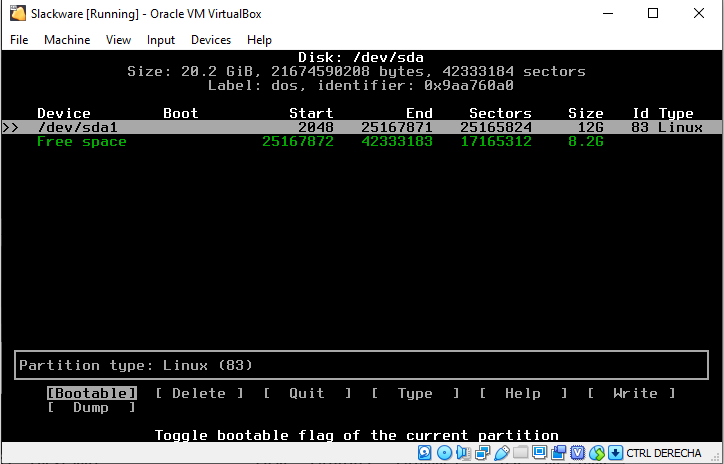 Slackware [Running] - Oracle VM VirtualBox
File Machine View Input Devices Help
Disk: /dev/sda
Size: 20.2 GiB, 21674590208 bytes, 42333184 sectors
Label: dos, identifier: 0x9aa760a0
Device Boot Start End Sectors Size Id Type
>> /dev/sda1 2048 25167871 25165824 12G 83 Linux
Free space 25167872 42333183 17165312 8.2G
Partition type: Linux (83)
[Bootable] [ Delete ] [ Quit ] [ Type ] [ Help ] [ Write ]
[ Dump ]
Toggle bootable flag of the current partition
CTRL DERECHA